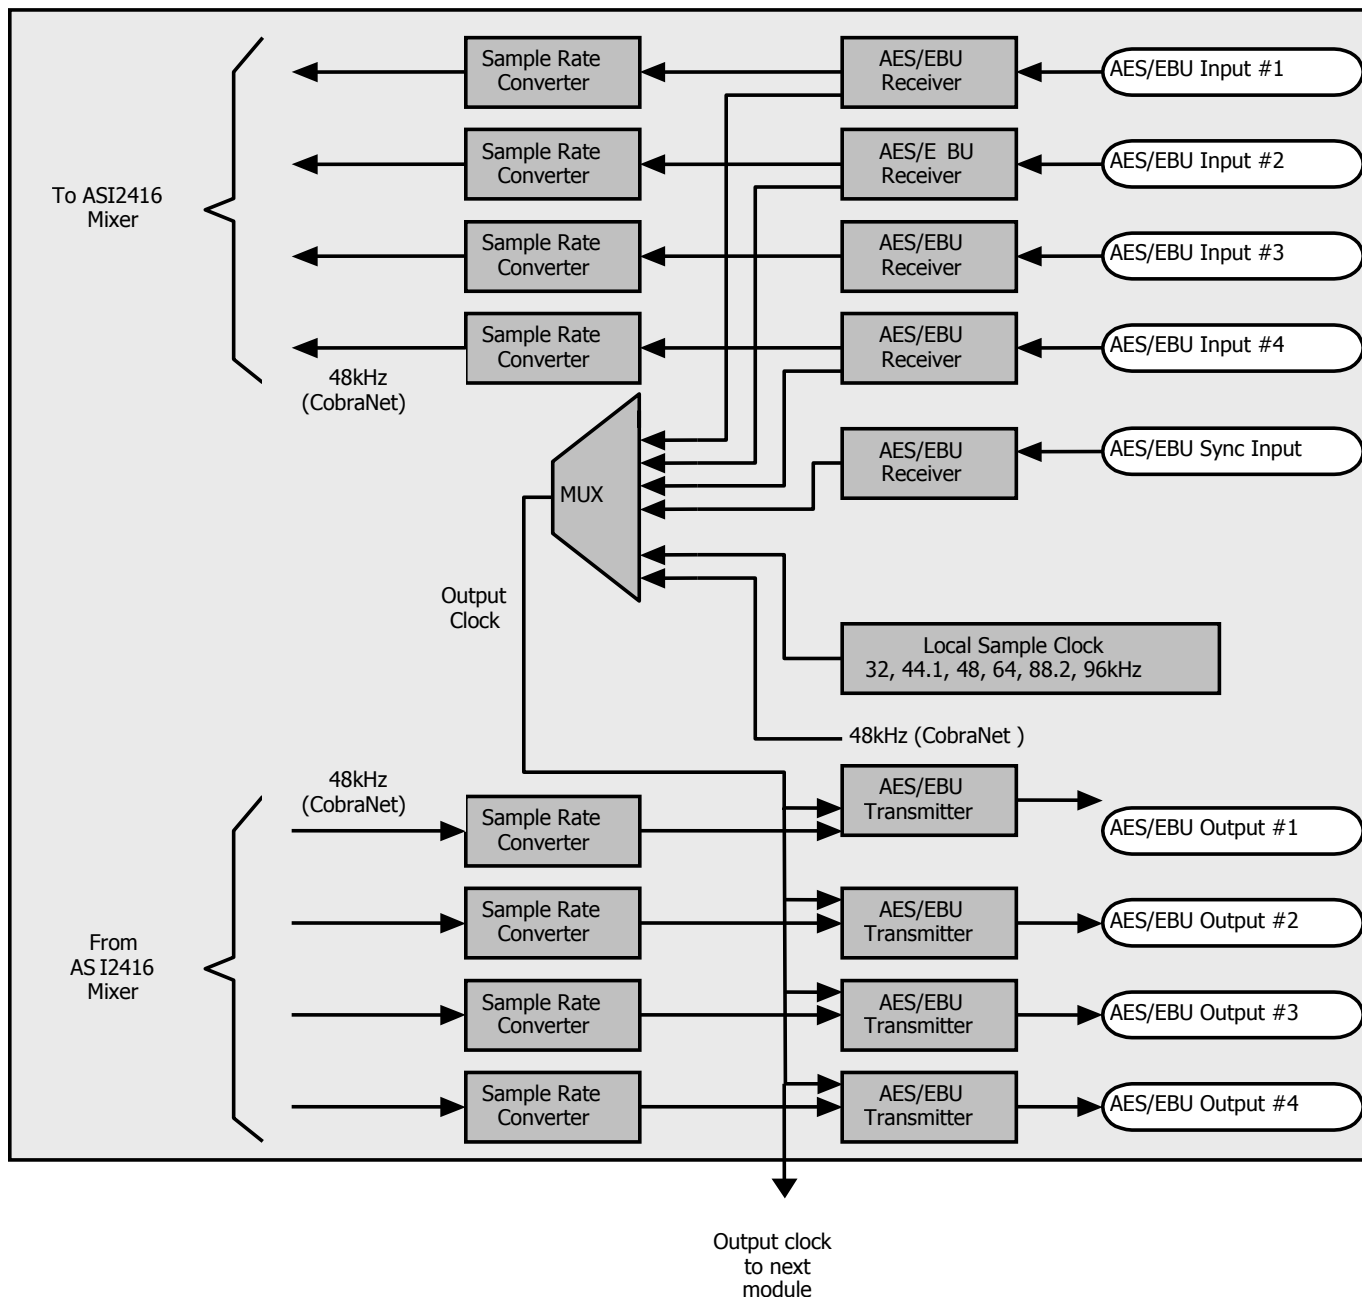 Sample Rate
Converter
AES/EBU
Receiver
AES/EBU Input #1
Sample Rate
Converter
AES/E BU
Receiver
AES/EBU Input #2
To ASI2416
Mixer
Sample Rate
Converter
AES/EBU
Receiver
AES/EBU Input #3
Sample Rate
Converter
AES/EBU
Receiver
AES/EBU Input #4
48kHz
(CobraNet)
AES/EBU
Receiver
AES/EBU Sync Input
MUX
Output
Clock
Local Sample Clock
32, 44.1, 48, 64, 88.2, 96kHz
48kHz (CobraNet )
48kHz
(CobraNet)
Sample Rate
Converter
AES/EBU
Transmitter
AES/EBU Output #1
Sample Rate
Converter
AES/EBU
Transmitter
AES/EBU Output #2
From
AS I2416
Mixer
Sample Rate
Converter
AES/EBU
Transmitter
AES/EBU Output #3
Sample Rate
Converter
AES/EBU
Transmitter
AES/EBU Output #4
Output clock
to next
module